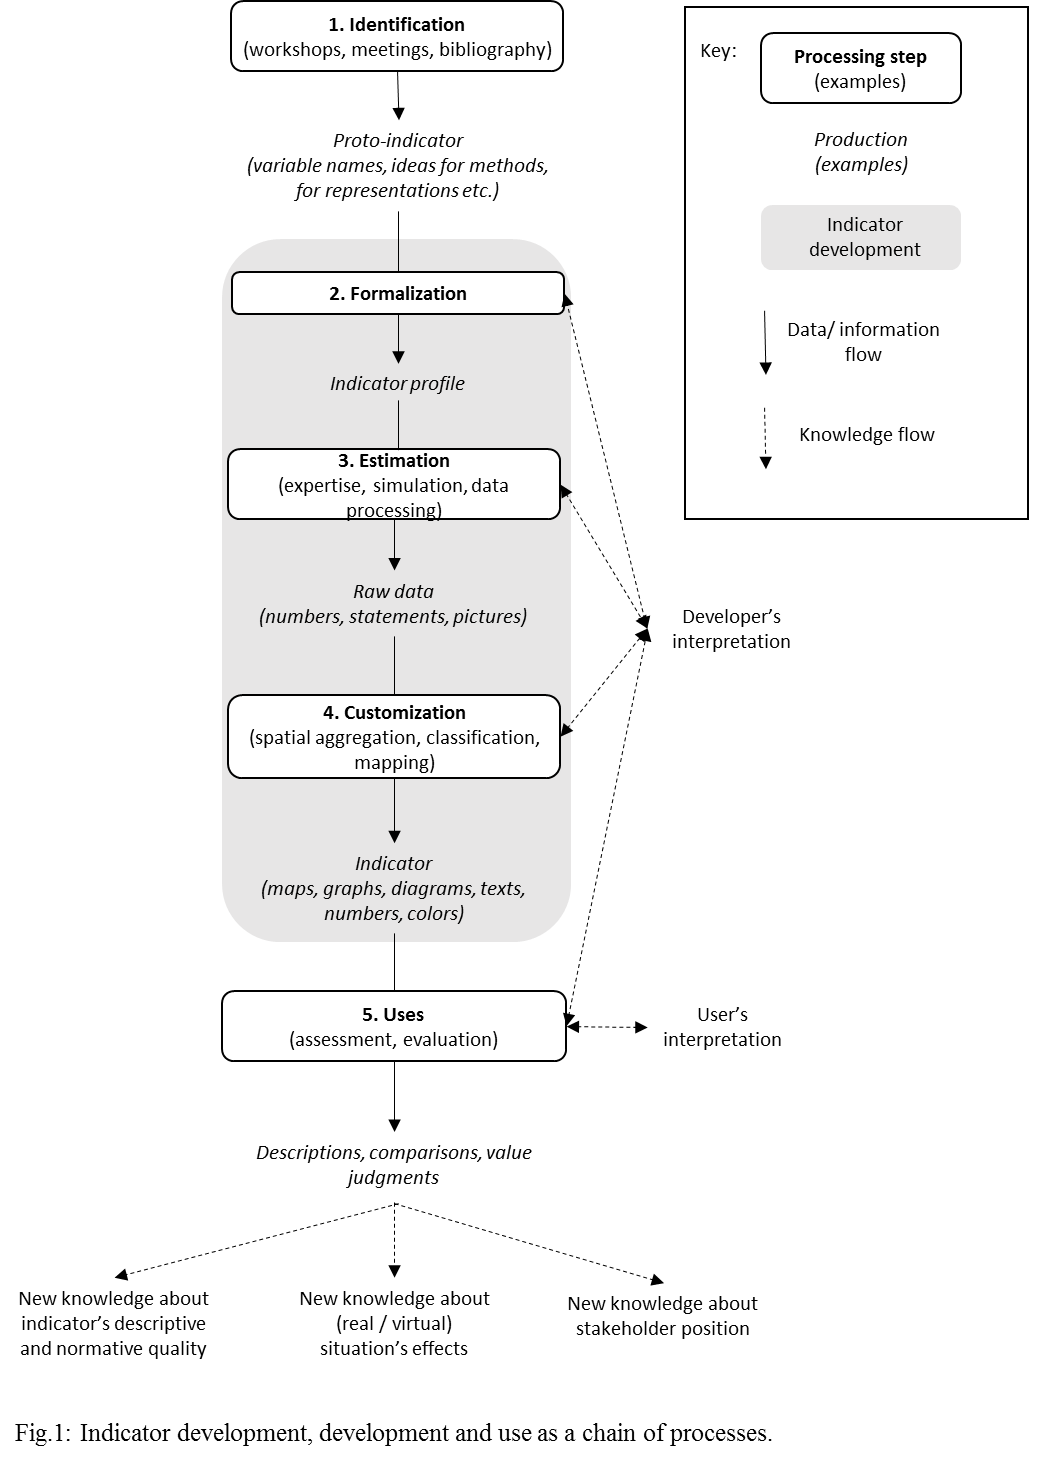 1. Identification
(workshops, meetings, bibliography)
Proto-indicator
(variable names, ideas for methods,
for representations etc.)
2. Formalization
Indicator profile
3. Estimation
(expertise, simulation, data
processing)
Raw data
(numbers, statements, pictures)
4. Customization
(spatial aggregation, classification,
mapping)
Indicator
(maps, graphs, diagrams, texts,
numbers, colors)
5. Uses
(assessment, evaluation)
Descriptions, comparisons, value
judgments
New knowledge about
indicator’s descriptive
and normative quality
New knowledge about
(real / virtual)
situation’s effects
New knowledge about
stakeholder position
Developer’s
interpretation
User’s
interpretation
Key:
Processing step
(examples)
Production
(examples)
Indicator
development
Data/ information
flow
Knowledge flow
Fig.1: Indicator development, development and use as a chain of processes.